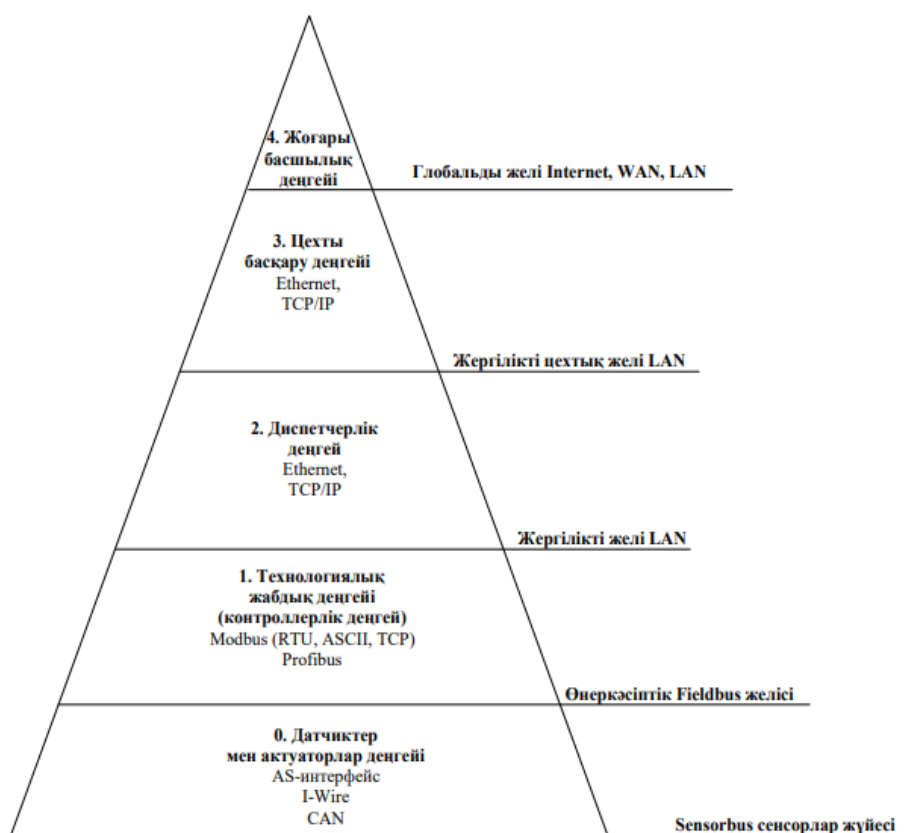 4. Жоғары
басшылық
деңгейі
Глобальды желі Internet, WAN, LAN
3. Цехты
басқару деңгейі
Ethernet,
TCP/IP
Жергілікті цехтық желі LAN
2. Диспетчерлік
деңгей
Ethernet,
TCP/IP
Жергілікті желі LAN
1. Технологиялық
жабдық деңгейі
(контроллерлік деңгей)
Modbus (RTU, ASCII, TCP)
Profibus
Өнеркәсіптік Fieldbus желісі
0. Датчиктер
мен актуаторлар деңгейі
AS-интерфейс
I-Wire
CAN
Sensorbus сенсорлар жүйесі